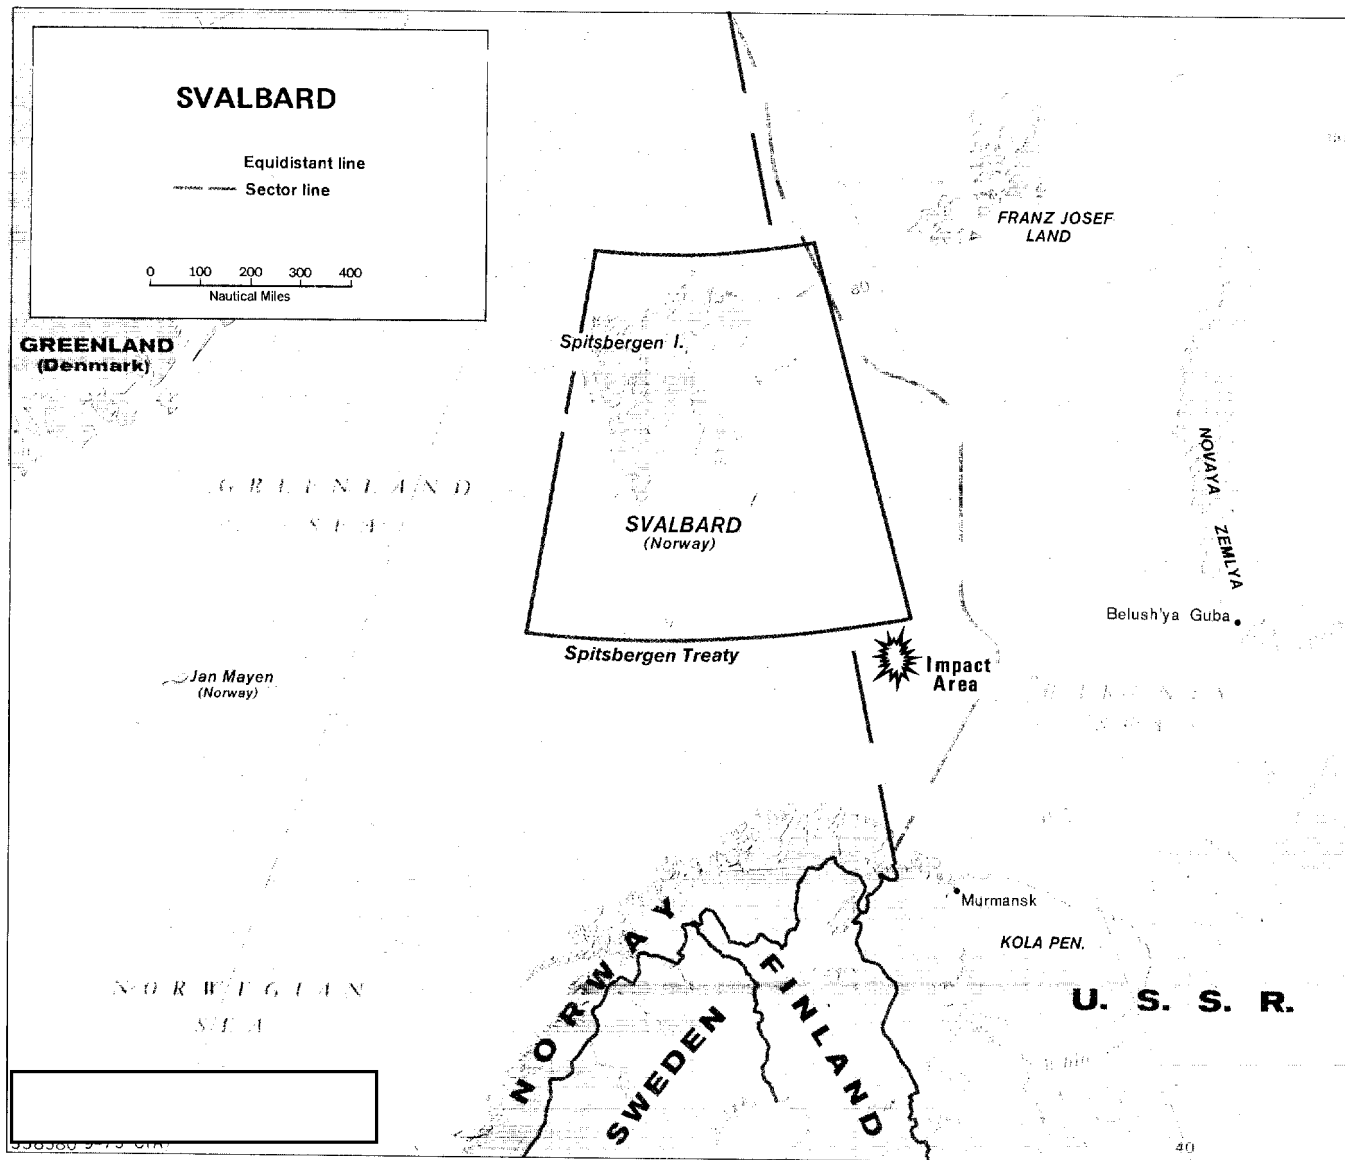 SVALBARD
Equidistant line
Sector line
0 100 200 300 400
Nautical Miles
FRANZ JOSEF
LAND
GREENLAND
(Denmark)
Spitsbergen I.
GREENLAND
SEA
SVALBARD
(Norway)
NOVAYA
ZEMLYA
Belush'ya Guba
Spitsbergen Treaty
Impact
Area
Jan Mayen
(Norway)
Murmansk
KOLA PEN.
NORWAY
FINLAND
SWEDEN
U. S. S. R.
NORWEGIAN
SEA
40